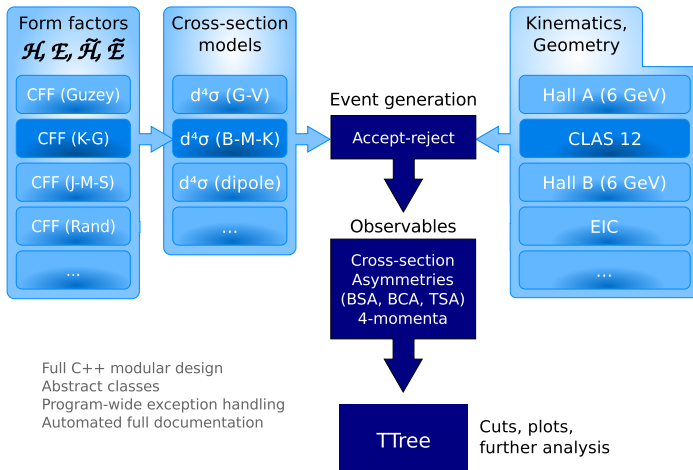 Form factors
ℋ, ℰ, ℋ̃, ℰ̃
CFF (Guzey)
CFF (K-G)
CFF (J-M-S)
CFF (Rand)
...
Cross-section
models
d⁴σ (G-V)
d⁴σ (B-M-K)
d⁴σ (dipole)
...
Event generation
Accept-reject
Observables
Cross-section
Asymmetries
(BSA, BCA, TSA)
4-momenta
TTree
Cuts, plots,
further analysis
Kinematics,
Geometry
Hall A (6 GeV)
CLAS 12
Hall B (6 GeV)
EIC
...
Full C++ modular design
Abstract classes
Program-wide exception handling
Automated full documentation